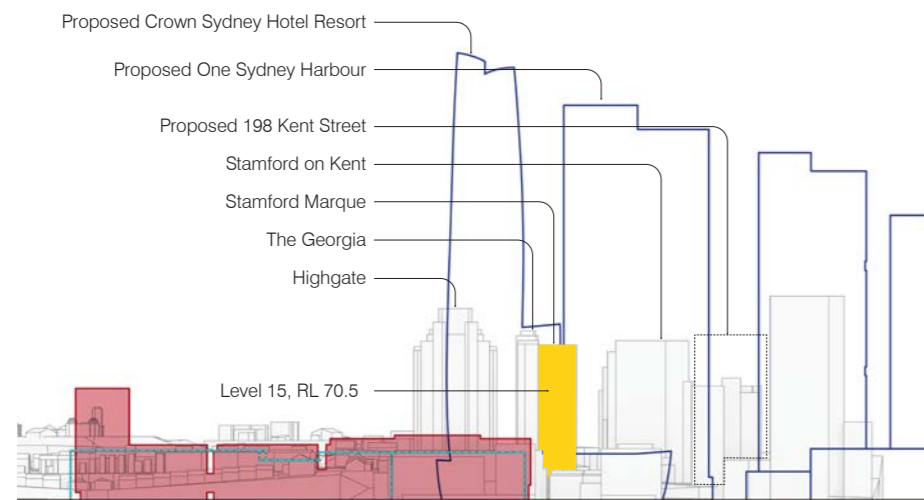 Proposed Crown Sydney Hotel Resort
Proposed One Sydney Harbour
Proposed 198 Kent Street
Stamford on Kent
Stamford Marque
The Georgia
Highgate
Level 15, RL 70.5